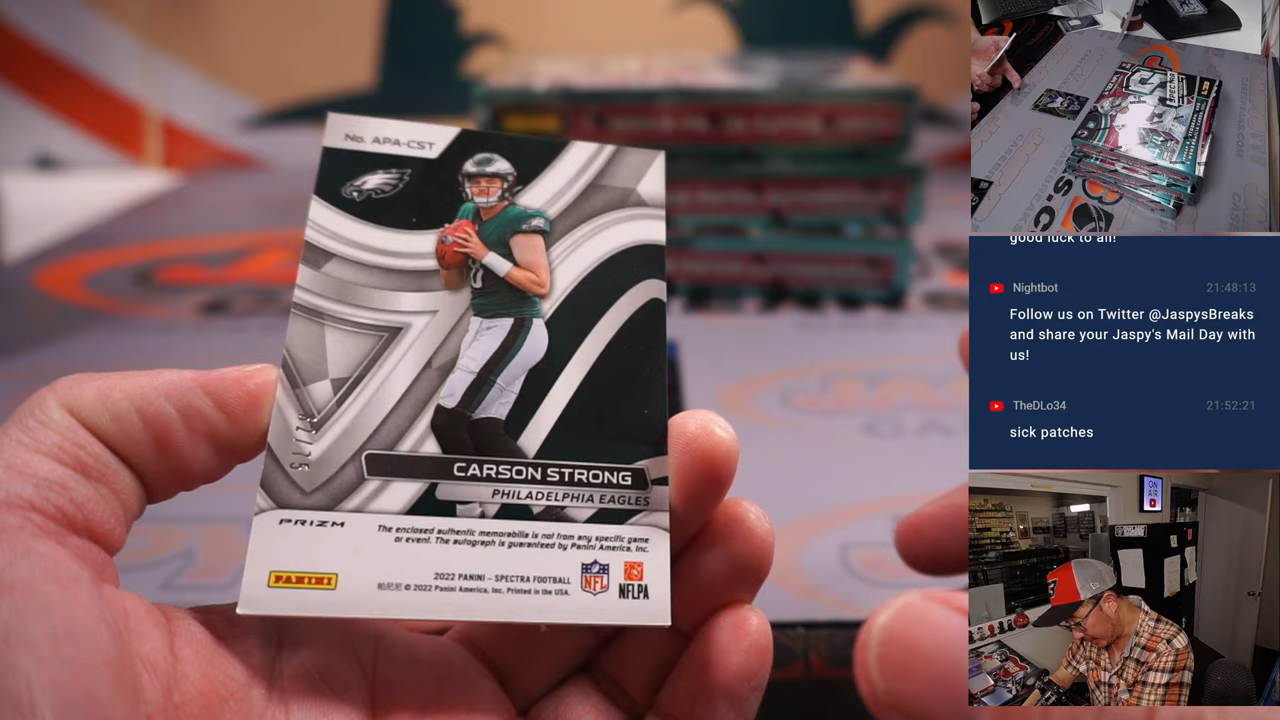 No. APA-CST
CARSON STRONG
PHILADELPHIA EAGLES
PRIZM
The enclosed authentic memorabilia is not from any specific game
or event. The autograph is guaranteed by Panini America, Inc.
PANINI
2022 PANINI – SPECTRA FOOTBALL
帕尼尼 © 2022 Panini America, Inc. Printed in the USA.
NFL
NFLPA
good luck to all!
Nightbot 21:48:13
Follow us on Twitter @JaspysBreaks
and share your Jaspy's Mail Day with
us!
TheDLo34 21:52:21
sick patches
ON
AIR